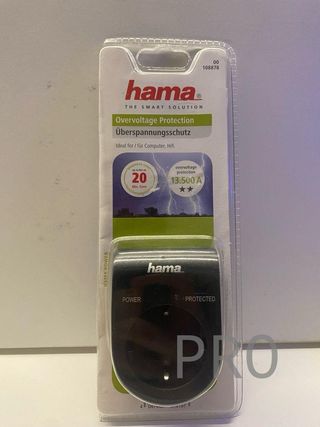 00
108878
hama®
THE SMART SOLUTION
Overvoltage Protection
Überspannungsschutz
Ideal for / für Computer, Hifi
20
overvoltage
protection
13.500 A
★★
hama
POWER
PROTECTED
PRO